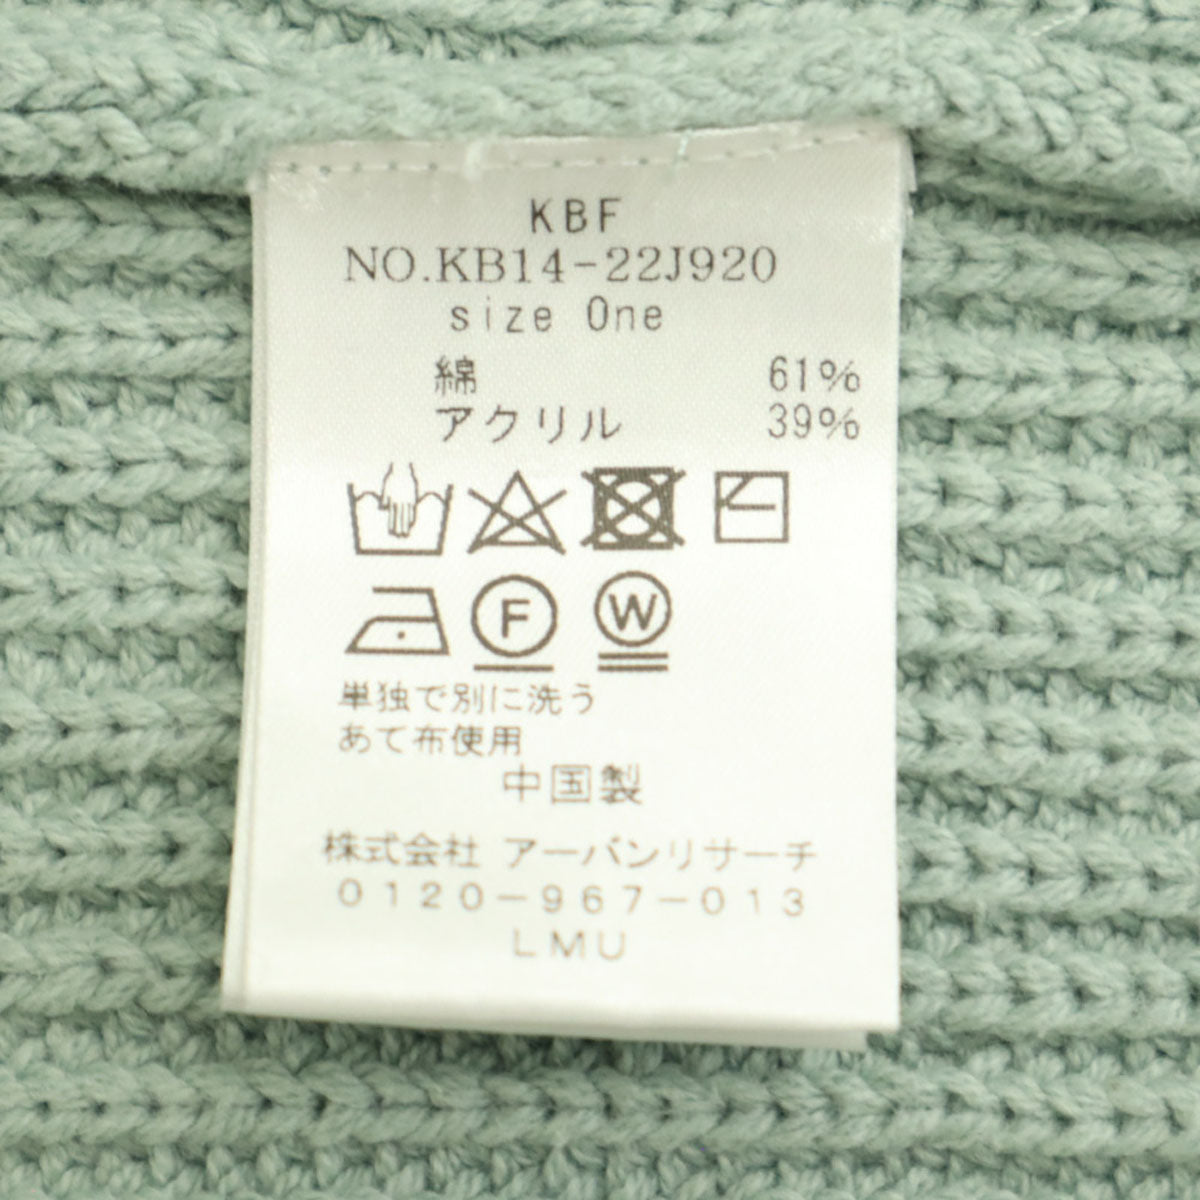 KBF
NO.KB14-22J920
size One
綿 61%
アクリル 39%
F W
単独で別に洗う
あて布使用
中国製
株式会社 アーバンリサーチ
0120-967-013
LMU